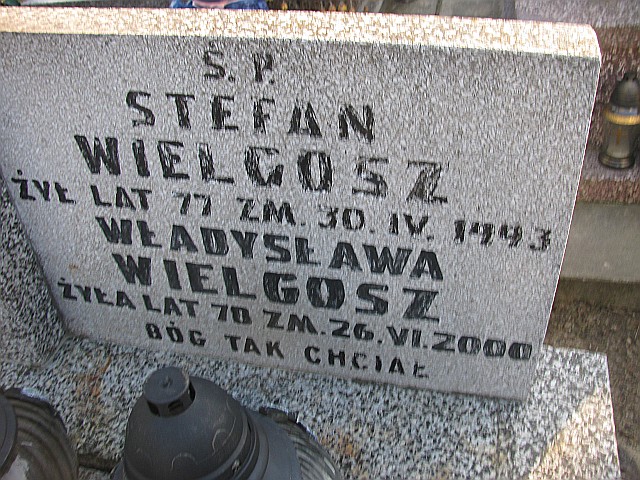 Ś. P.
STEFAN
WIELGOSZ
ŻYŁ LAT 77 ZM. 30. IV. 1993
WŁADYSŁAWA
WIELGOSZ
ŻYŁA LAT 78 ZM. 26. VI. 2000
BÓG TAK CHCIAŁ